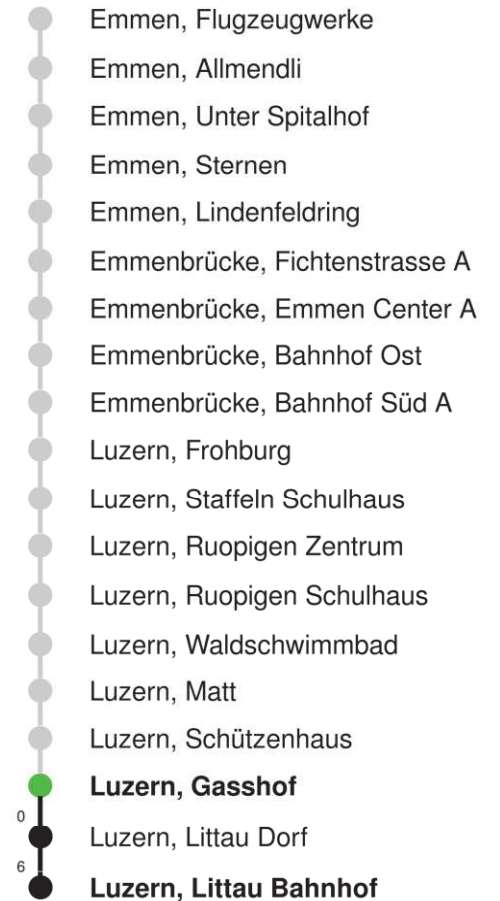 Emmen, Flugzeugwerke
Emmen, Allmendli
Emmen, Unter Spitalhof
Emmen, Sternen
Emmen, Lindenfeldring
Emmenbrücke, Fichtenstrasse A
Emmenbrücke, Emmen Center A
Emmenbrücke, Bahnhof Ost
Emmenbrücke, Bahnhof Süd A
Luzern, Frohburg
Luzern, Staffeln Schulhaus
Luzern, Ruopigen Zentrum
Luzern, Ruopigen Schulhaus
Luzern, Waldschwimmbad
Luzern, Matt
Luzern, Schützenhaus
Luzern, Gasshof
0
Luzern, Littau Dorf
6
Luzern, Littau Bahnhof